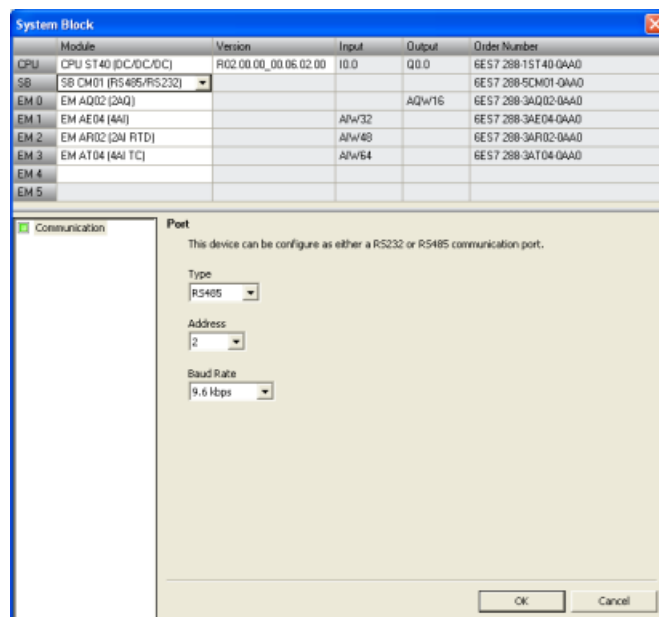 System Block
Module Version Input Output Order Number
CPU CPU ST40 (DC/DC/DC) R02.00.00_00.06.02.00 I0.0 Q0.0 6ES7 288-1ST40-0AA0
SB SB CM01 (RS485/RS232) 6ES7 288-5CM01-0AA0
EM 0 EM AQ02 (2AQ) AQW16 6ES7 288-3AQ02-0AA0
EM 1 EM AE04 (4AI) AIW32 6ES7 288-3AE04-0AA0
EM 2 EM AR02 (2AI RTD) AIW48 6ES7 288-3AR02-0AA0
EM 3 EM AT04 (4AI TC) AIW64 6ES7 288-3AT04-0AA0
EM 4
EM 5
Communication
Port
This device can be configure as either a RS232 or RS485 communication port.
Type
RS485
Address
2
Baud Rate
9.6 kbps
OK Cancel